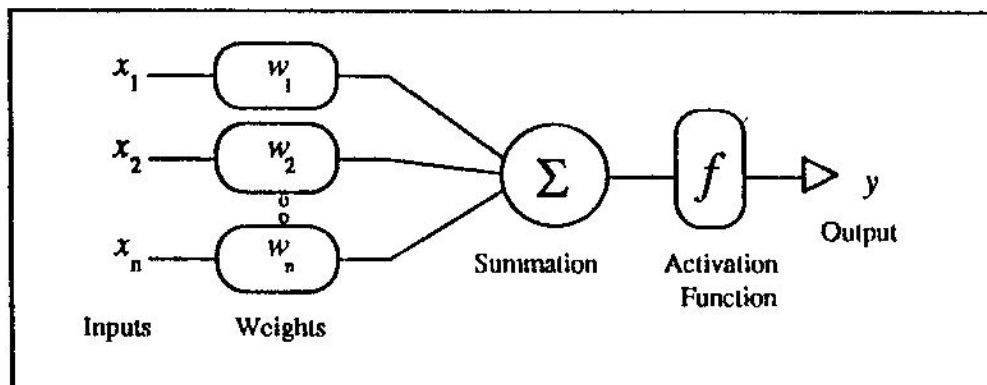 x₁ w₁
x₂ w₂
Σ f y
Output
xₙ wₙ
Summation Activation
Function
Inputs Weights